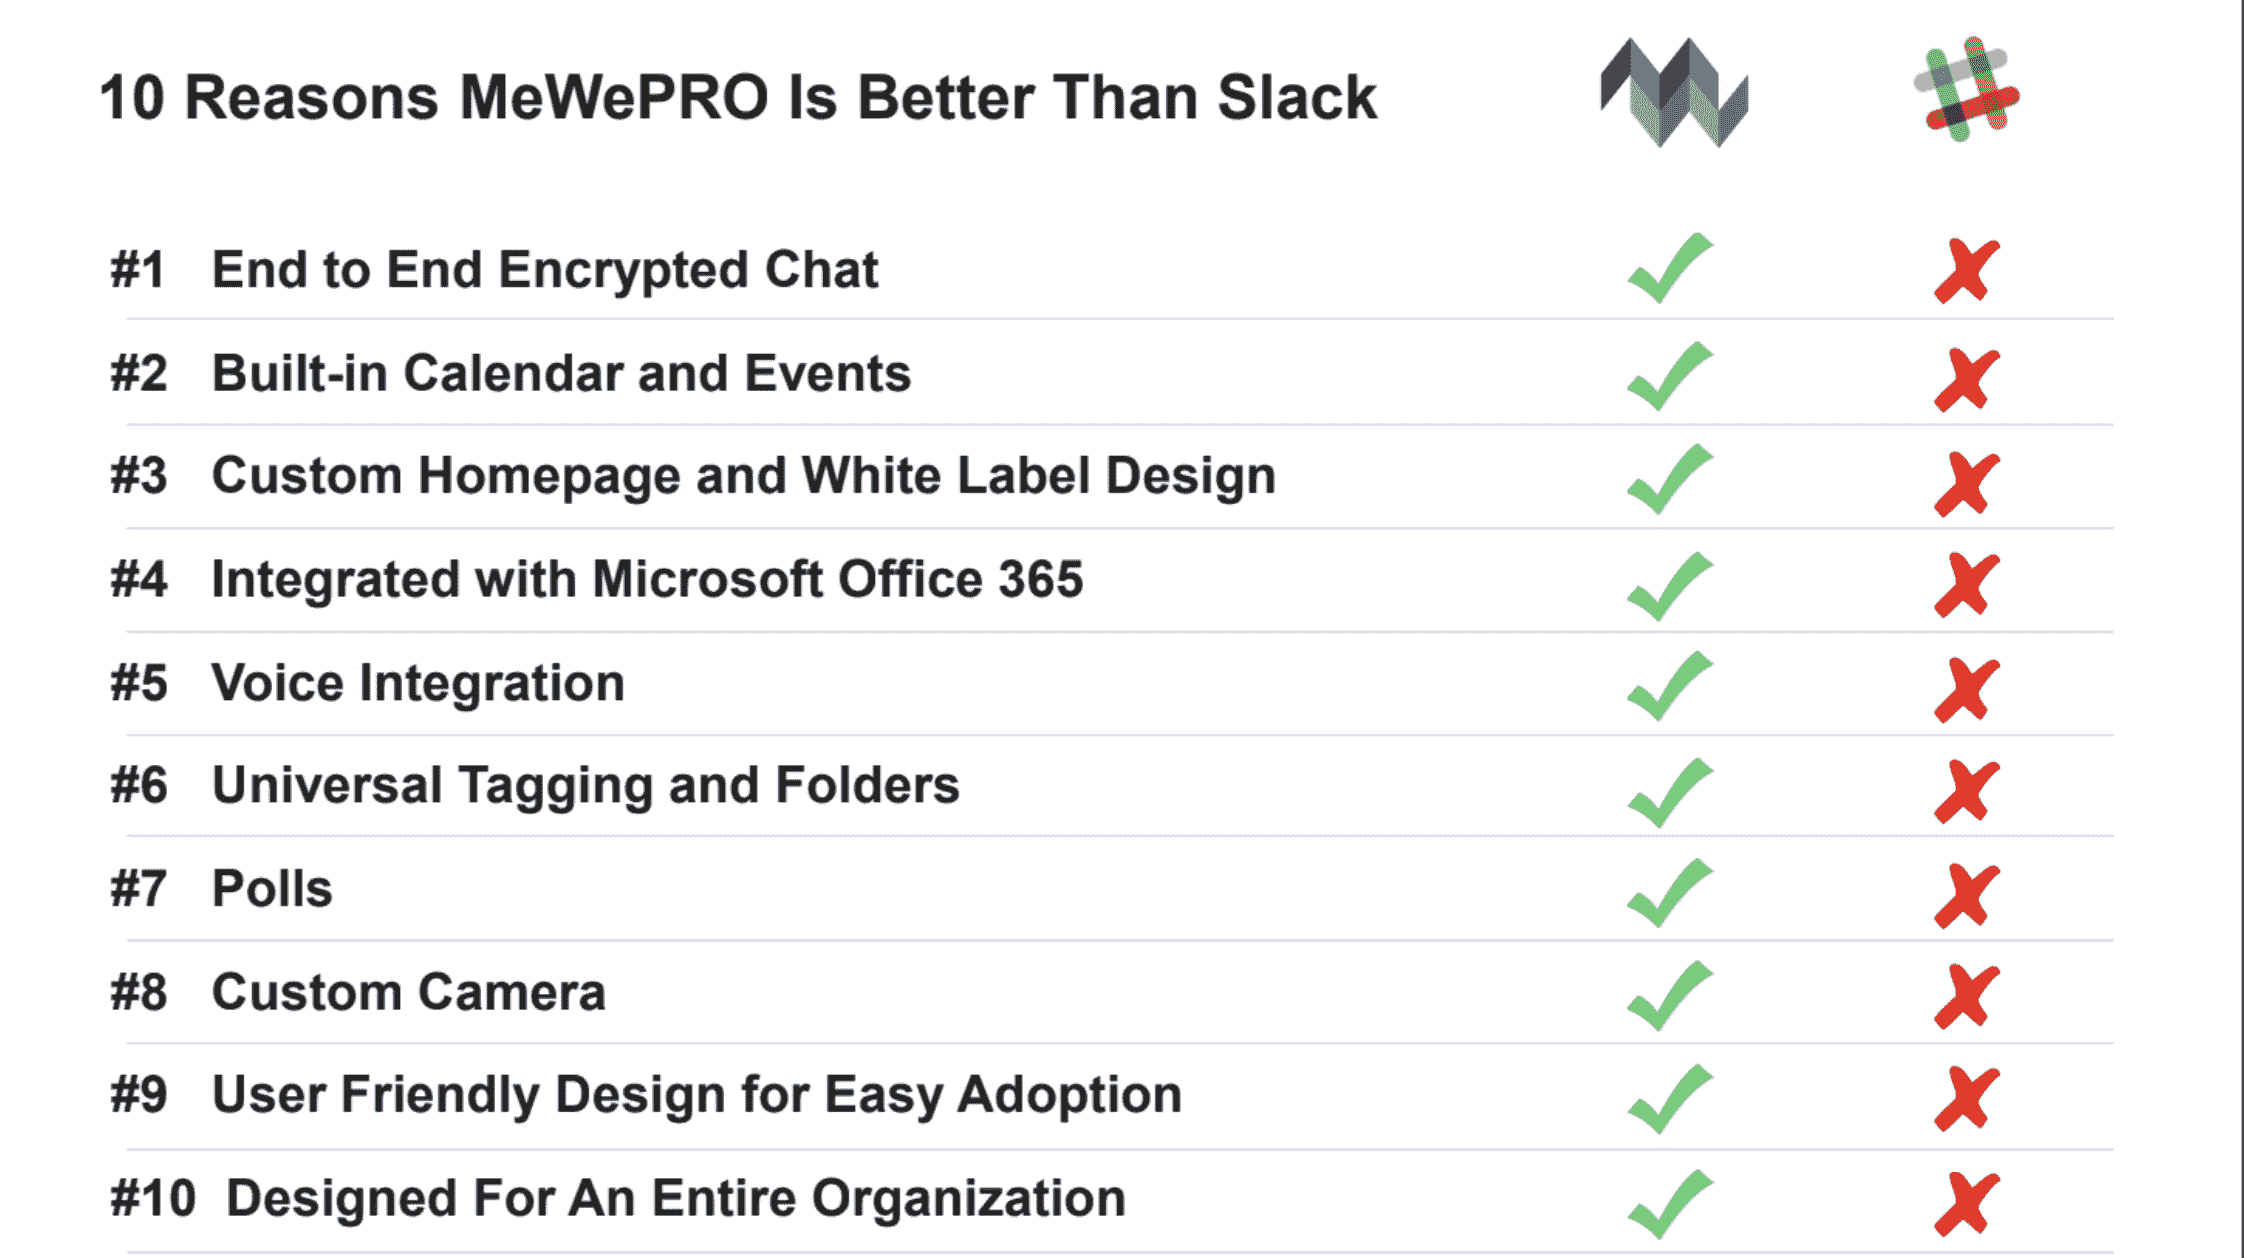 10 Reasons MeWePRO Is Better Than Slack
#1 End to End Encrypted Chat
#2 Built-in Calendar and Events
#3 Custom Homepage and White Label Design
#4 Integrated with Microsoft Office 365
#5 Voice Integration
#6 Universal Tagging and Folders
#7 Polls
#8 Custom Camera
#9 User Friendly Design for Easy Adoption
#10 Designed For An Entire Organization